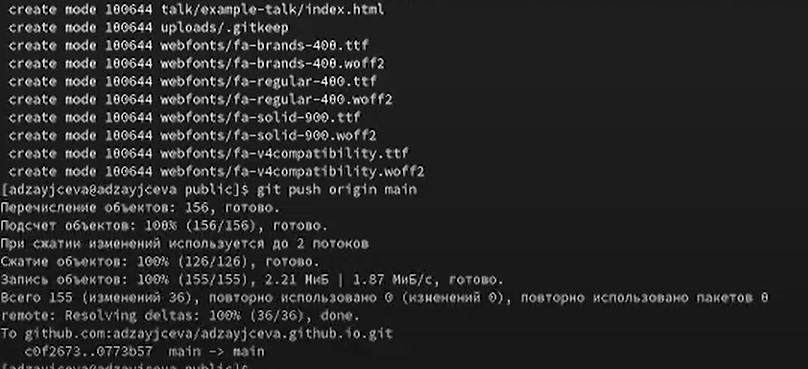 create mode 100644 talk/example-talk/index.html
create mode 100644 uploads/.gitkeep
create mode 100644 webfonts/fa-brands-400.ttf
create mode 100644 webfonts/fa-brands-400.woff2
create mode 100644 webfonts/fa-regular-400.ttf
create mode 100644 webfonts/fa-regular-400.woff2
create mode 100644 webfonts/fa-solid-900.ttf
create mode 100644 webfonts/fa-solid-900.woff2
create mode 100644 webfonts/fa-v4compatibility.ttf
create mode 100644 webfonts/fa-v4compatibility.woff2
[adzayjceva@adzayjceva public]$ git push origin main
Перечисление объектов: 156, готово.
Подсчет объектов: 100% (156/156), готово.
При сжатии изменений используется до 2 потоков
Сжатие объектов: 100% (126/126), готово.
Запись объектов: 100% (155/155), 2.21 МиБ | 1.87 МиБ/с, готово.
Всего 155 (изменений 36), повторно использовано 0 (изменений 0), повторно использовано пакетов 0
remote: Resolving deltas: 100% (36/36), done.
To github.com:adzayjceva/adzayjceva.github.io.git
c0f2673..0773b57 main -> main
[adzayjceva@adzayjceva public]$